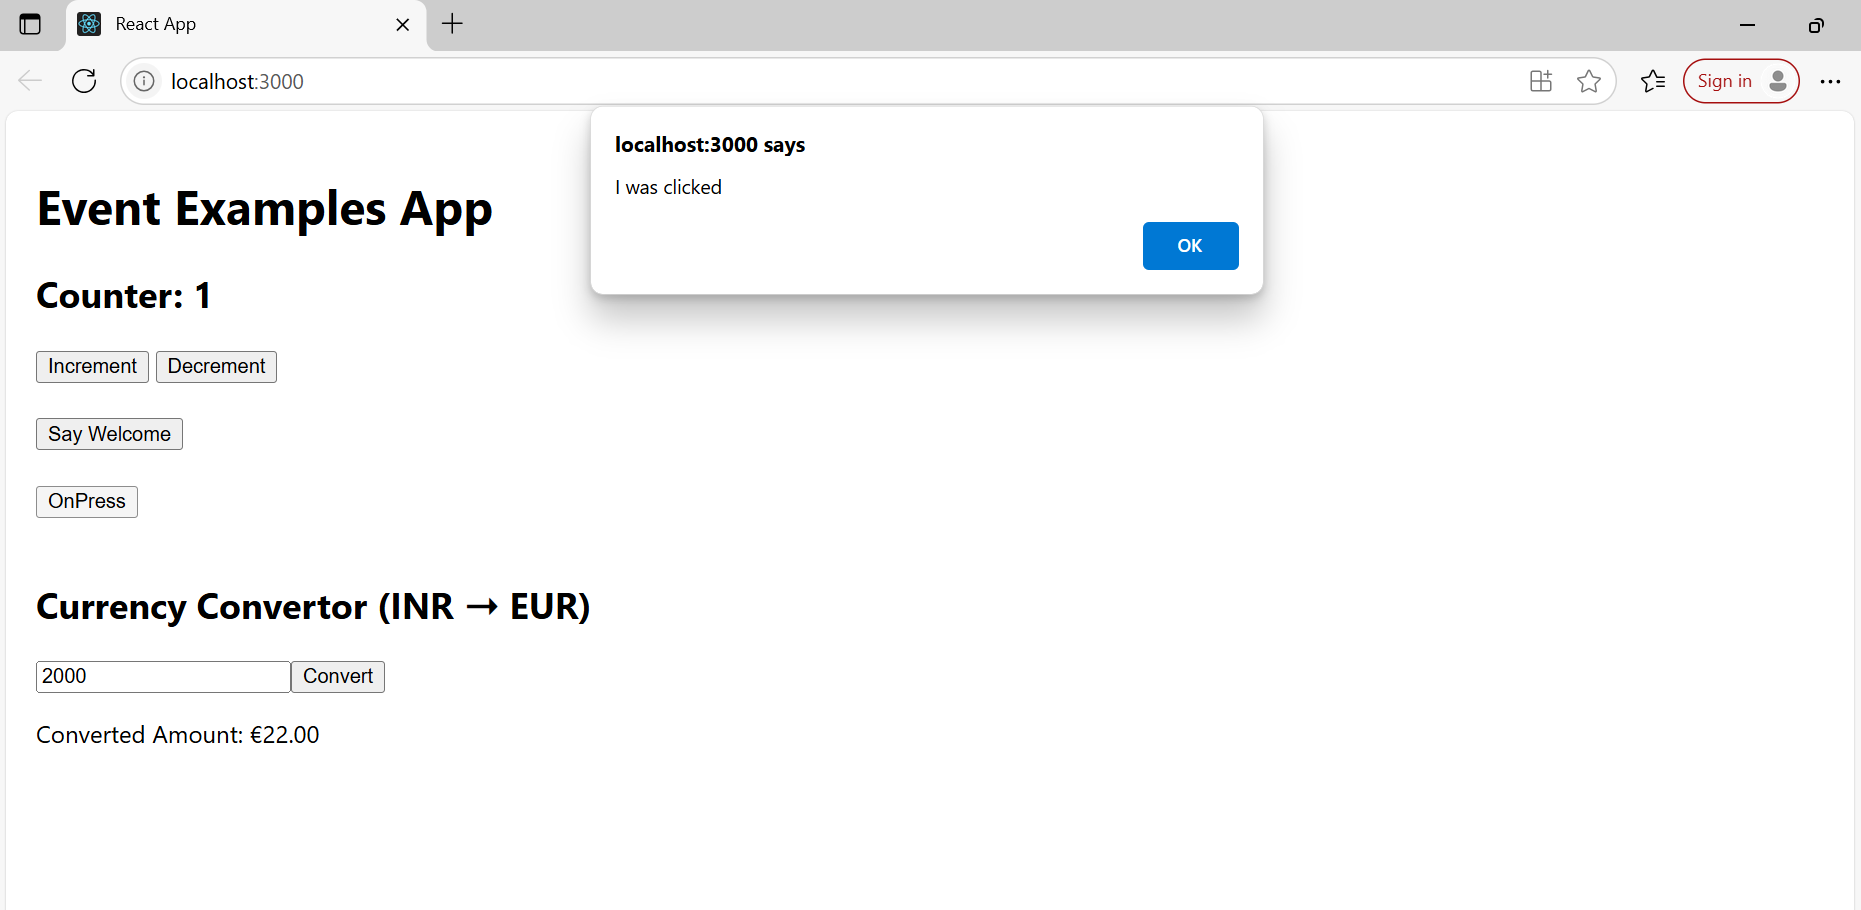 React App
localhost:3000
Sign in
localhost:3000 says
I was clicked
OK
Event Examples App
Counter: 1
Increment Decrement
Say Welcome
OnPress
Currency Convertor (INR → EUR)
2000 Convert
Converted Amount: €22.00